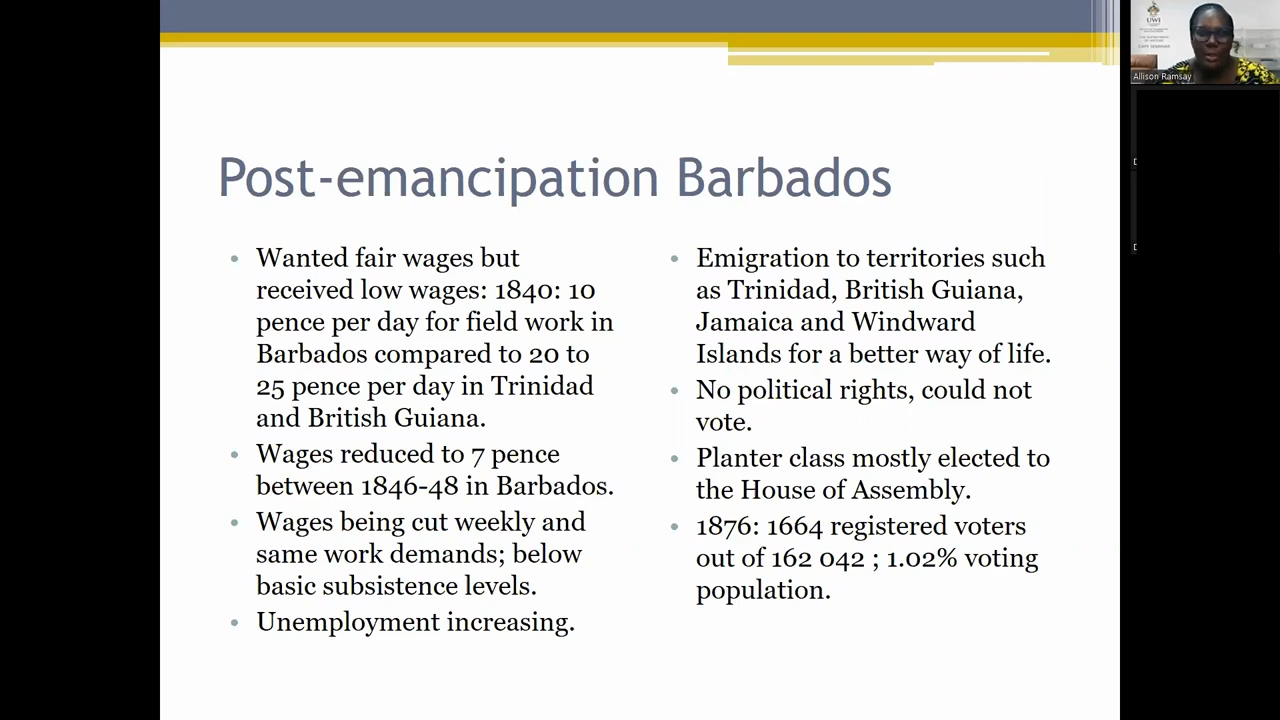 Post-emancipation Barbados
• Wanted fair wages but
received low wages: 1840: 10
pence per day for field work in
Barbados compared to 20 to
25 pence per day in Trinidad
and British Guiana.
• Wages reduced to 7 pence
between 1846-48 in Barbados.
• Wages being cut weekly and
same work demands; below
basic subsistence levels.
• Unemployment increasing.
• Emigration to territories such
as Trinidad, British Guiana,
Jamaica and Windward
Islands for a better way of life.
• No political rights, could not
vote.
• Planter class mostly elected to
the House of Assembly.
• 1876: 1664 registered voters
out of 162 042 ; 1.02% voting
population.
UWI
Allison Ramsay